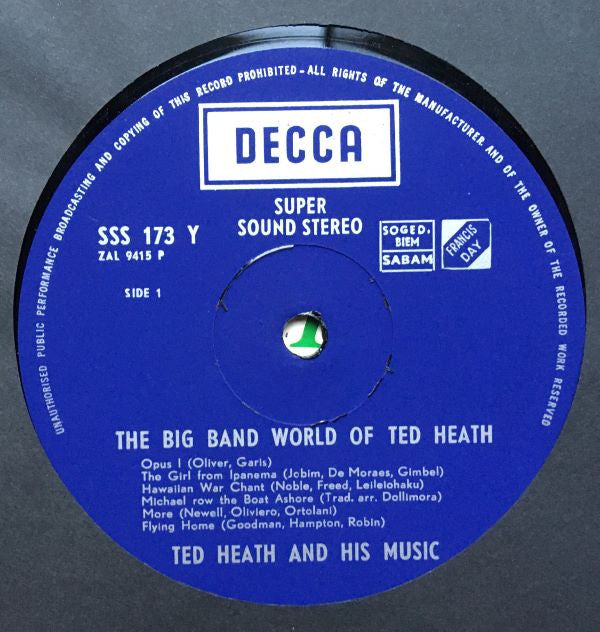 UNAUTHORISED PUBLIC PERFORMANCE BROADCASTING AND COPYING OF THIS RECORD PROHIBITED – ALL RIGHTS OF THE MANUFACTURER AND OF THE OWNER OF THE RECORDED WORK RESERVED
DECCA
SUPER
SOUND STEREO
SSS 173 Y
ZAL 9415 P
SIDE 1
SOGED.
BIEM
SABAM
FRANCIS
DAY
1
THE BIG BAND WORLD OF TED HEATH
Opus I (Oliver, Garis)
The Girl from Ipanema (Jobim, De Moraes, Gimbel)
Hawaiian War Chant (Noble, Freed, Leileiohaku)
Michael row the Boat Ashore (Trad. arr. Dollimora)
More (Newell, Oliviero, Ortolani)
Flying Home (Goodman, Hampton, Robin)
TED HEATH AND HIS MUSIC